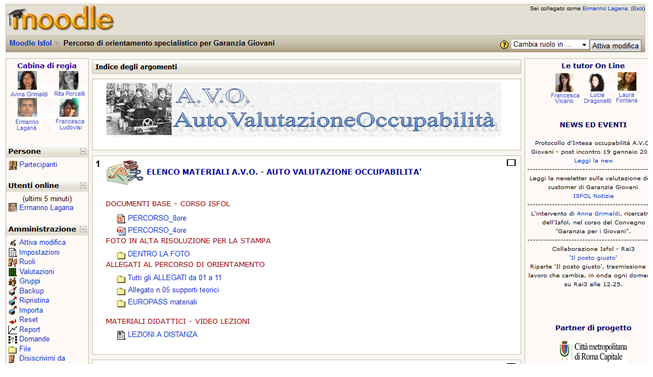 moodle
Sei collegato come Ermanno Lagana. (Esci)
Moodle Isfol » Percorso di orientamento specialistico per Garanzia Giovani
Cambia ruolo in ...
Attiva modifica
Cabina di regia
Anna Grimaldi
Rita Porcelli
Ermanno Laganà
Francesca Ludovisi
Persone
Partecipanti
Utenti online
(ultimi 5 minuti)
Ermanno Lagana
Amministrazione
Attiva modifica
Impostazioni
Ruoli
Valutazioni
Gruppi
Backup
Ripristina
Importa
Reset
Report
Domande
File
Disiscrivimi da
Indice degli argomenti
A.V.O.
AutoValutazioneOccupabilità
1
ELENCO MATERIALI A.V.O. - AUTO VALUTAZIONE OCCUPABILITA'
DOCUMENTI BASE - CORSO ISFOL
PERCORSO_8ore
PERCORSO_4ore
FOTO IN ALTA RISOLUZIONE PER LA STAMPA
DENTRO LA FOTO
ALLEGATI AL PERCORSO DI ORIENTAMENTO
Tutti gli ALLEGATI da 01 a 11
Allegato n.05 supporti teorici
EUROPASS materiali
MATERIALI DIDATTICI - VIDEO LEZIONI
LEZIONI A DISTANZA
Le tutor On Line
Francesca Vicario
Lucia Dragonetti
Laura Fontana
NEWS ED EVENTI
Protocollo d'Intesa occupabilità A.V.O
Giovani - post incontro 19 gennaio 20
Leggi la new
Leggi la newsletter sulla valutazione de
customer di Garanzia Giovani
ISFOL Notizie
L'intervento di Anna Grimaldi, ricercatr
dell'Isfol, nel corso del Convegno
"Garanzia per i Giovani".
Collaborazione Isfol - Rai3
'Il posto giusto'
Riparte 'Il posto giusto', trasmissione
lavoro che cambia, in onda ogni dome
su Rai3 alle 12.25.
Partner di progetto
Città metropolitana
di Roma Capitale